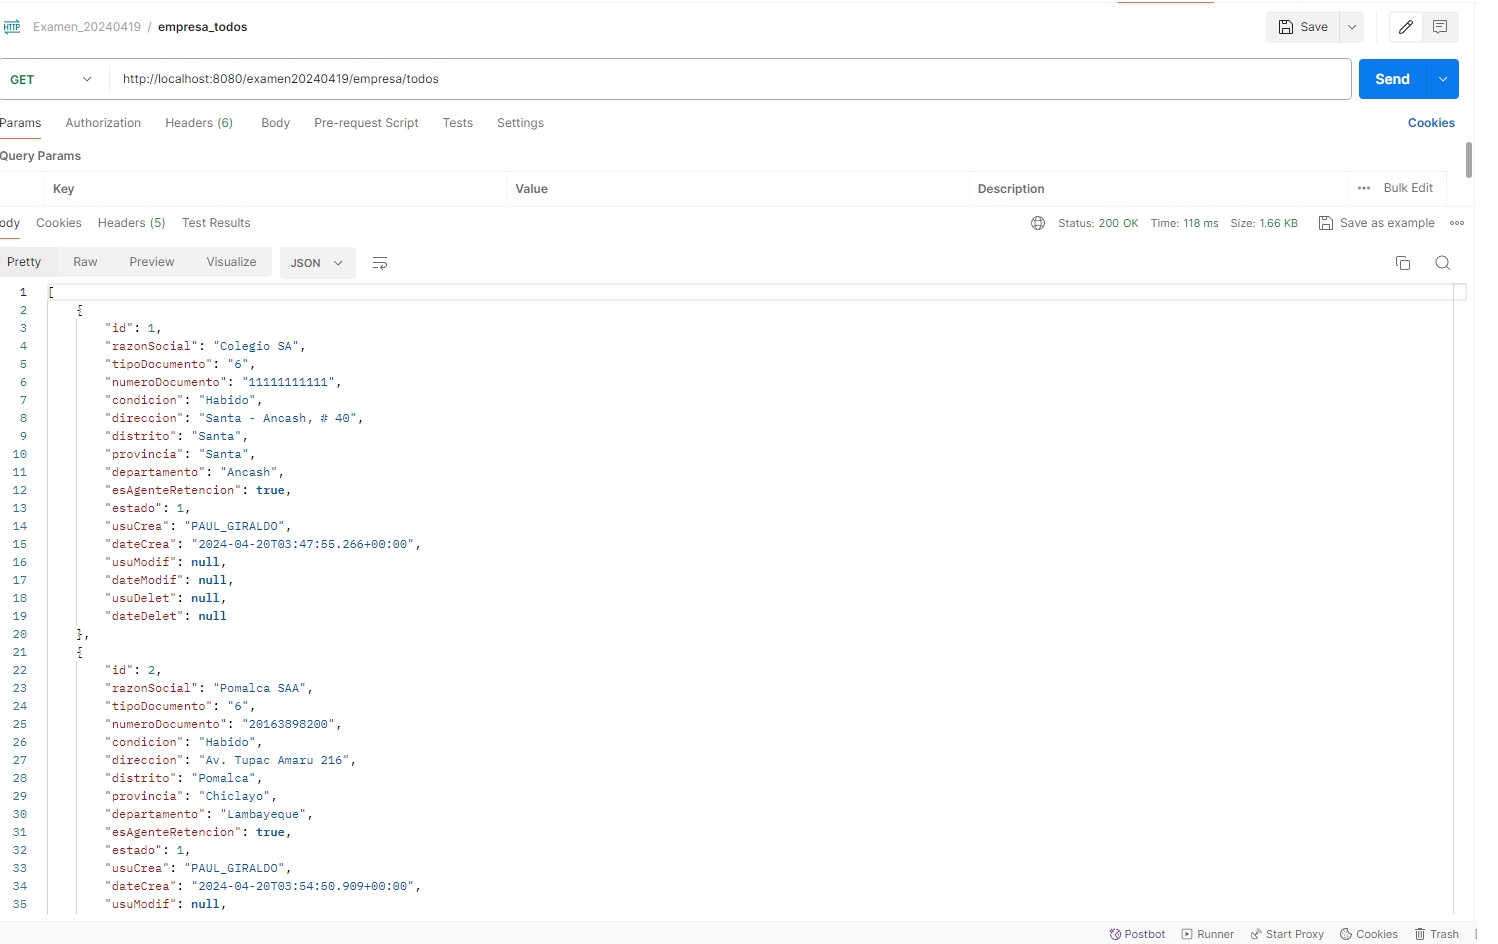 HTTP Examen_20240419 / empresa_todos Save
GET http://localhost:8080/examen20240419/empresa/todos Send
Params Authorization Headers (6) Body Pre-request Script Tests Settings Cookies
Query Params
Key Value Description ••• Bulk Edit
ody Cookies Headers (5) Test Results Status: 200 OK Time: 118 ms Size: 1.66 KB Save as example
Pretty Raw Preview Visualize JSON
1 [
2 {
3 "id": 1,
4 "razonSocial": "Colegio SA",
5 "tipoDocumento": "6",
6 "numeroDocumento": "11111111111",
7 "condicion": "Habido",
8 "direccion": "Santa - Ancash, # 40",
9 "distrito": "Santa",
10 "provincia": "Santa",
11 "departamento": "Ancash",
12 "esAgenteRetencion": true,
13 "estado": 1,
14 "usuCrea": "PAUL_GIRALDO",
15 "dateCrea": "2024-04-20T03:47:55.266+00:00",
16 "usuModif": null,
17 "dateModif": null,
18 "usuDelet": null,
19 "dateDelet": null
20 },
21 {
22 "id": 2,
23 "razonSocial": "Pomalca SAA",
24 "tipoDocumento": "6",
25 "numeroDocumento": "20163898200",
26 "condicion": "Habido",
27 "direccion": "Av. Tupac Amaru 216",
28 "distrito": "Pomalca",
29 "provincia": "Chiclayo",
30 "departamento": "Lambayeque",
31 "esAgenteRetencion": true,
32 "estado": 1,
33 "usuCrea": "PAUL_GIRALDO",
34 "dateCrea": "2024-04-20T03:54:50.909+00:00",
35 "usuModif": null,
Postbot Runner Start Proxy Cookies Trash